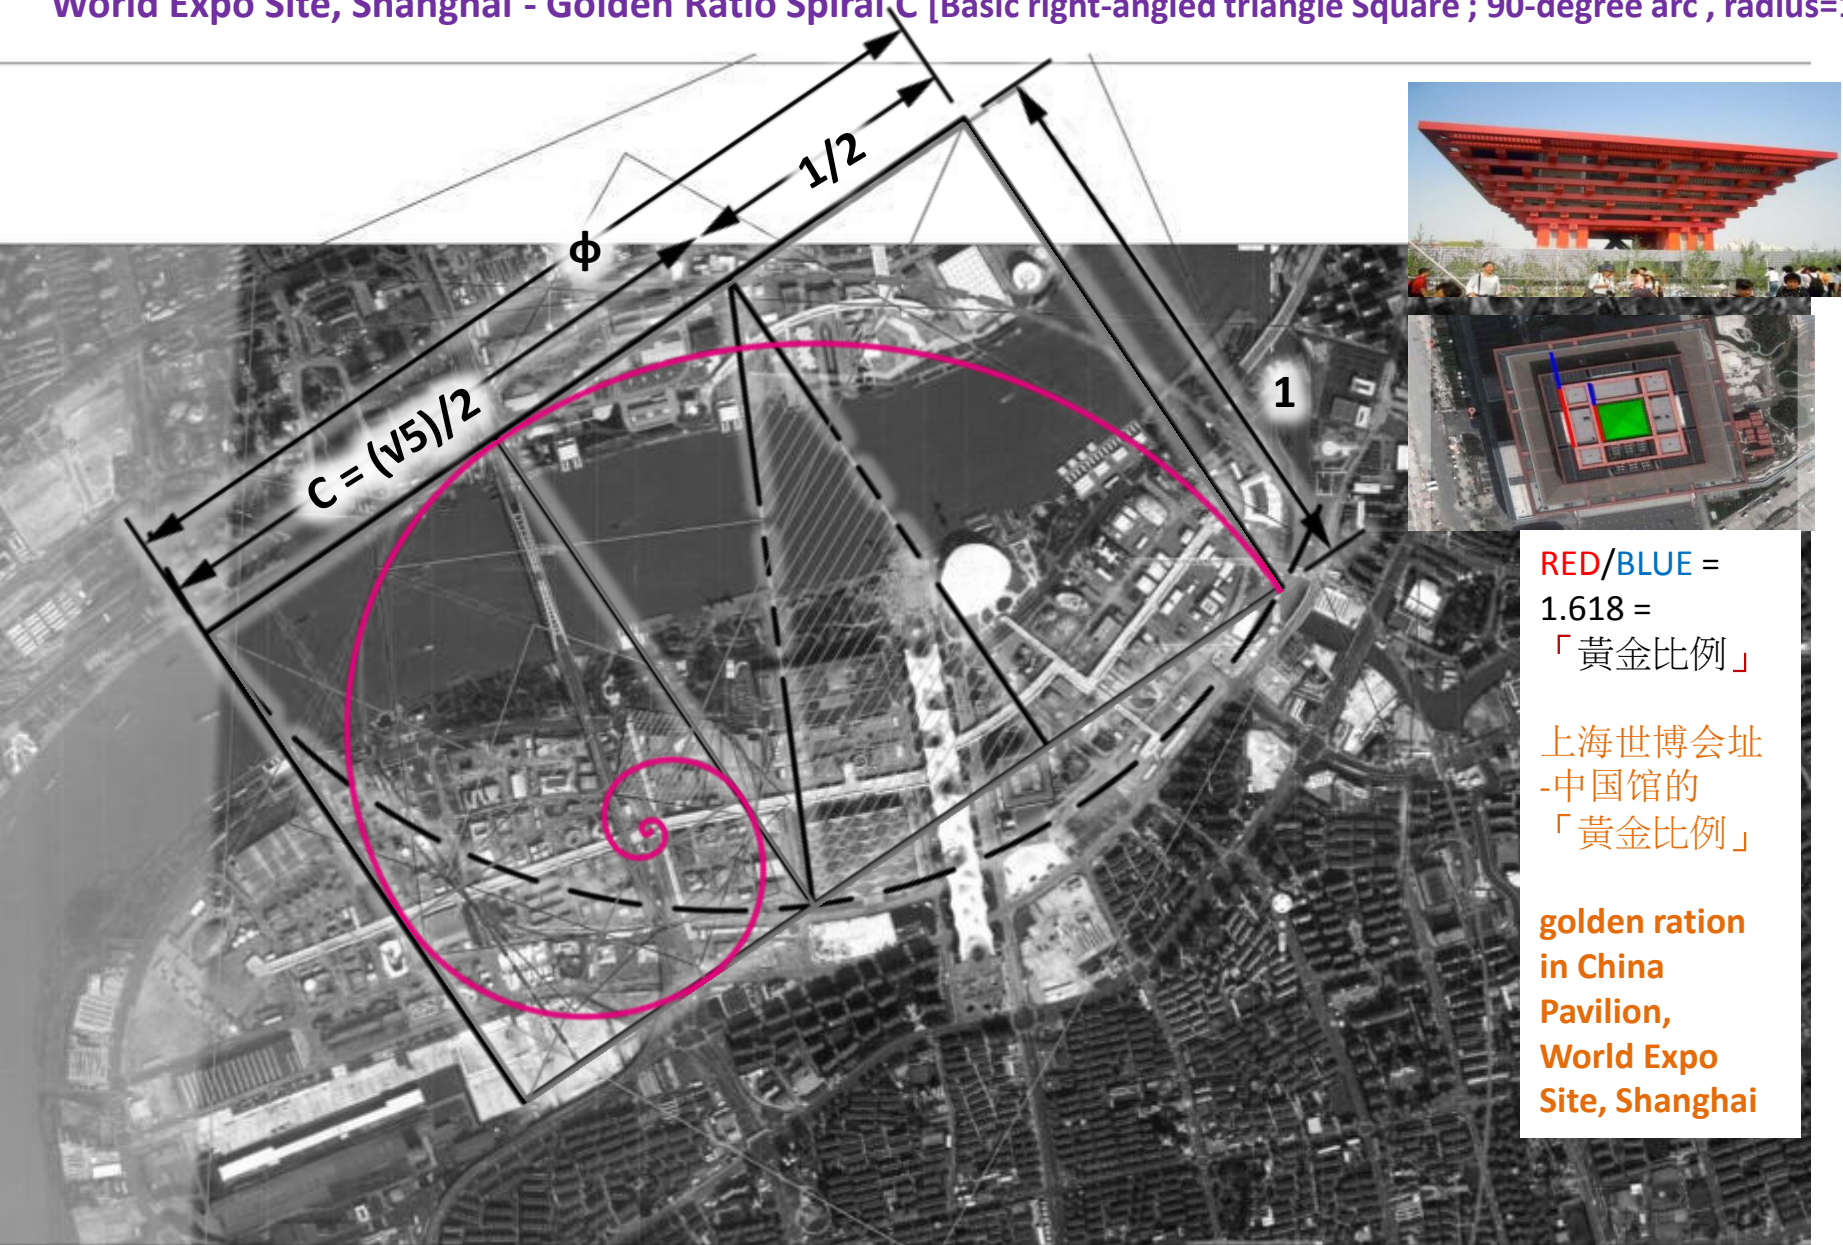 World Expo Site, Shanghai - Golden Ratio Spiral C [Basic right-angled triangle Square ; 90-degree arc , radius=
1/2
ф
1
C = (√5)/2
RED/BLUE =
1.618 =
「黃金比例」
上海世博会址
-中国馆的
「黃金比例」
golden ration
in China
Pavilion,
World Expo
Site, Shanghai